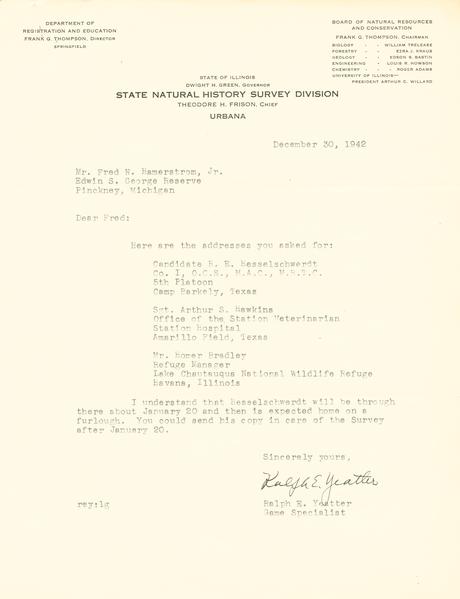 DEPARTMENT OF
REGISTRATION AND EDUCATION
FRANK G. THOMPSON, DIRECTOR
SPRINGFIELD
BOARD OF NATURAL RESOURCES
AND CONSERVATION
FRANK G. THOMPSON, CHAIRMAN
BIOLOGY - - WILLIAM TRELEASE
FORESTRY - - EZRA J. KRAUS
GEOLOGY - - EDSON S. BASTIN
ENGINEERING - LOUIS R. HOWSON
CHEMISTRY - - ROGER ADAMS
UNIVERSITY OF ILLINOIS—
PRESIDENT ARTHUR C. WILLARD
STATE OF ILLINOIS
DWIGHT H. GREEN, GOVERNOR
STATE NATURAL HISTORY SURVEY DIVISION
THEODORE H. FRISON, CHIEF
URBANA
December 30, 1942
Mr. Fred N. Hamerstrom, Jr.
Edwin S. George Reserve
Pinckney, Michigan
Dear Fred:
Here are the addresses you asked for:
Candidate R. E. Hesselschwerdt
Co. I, O.C.S., M.A.C., M.R.T.C.
5th Platoon
Camp Barkely, Texas
Sgt. Arthur S. Hawkins
Office of the Station Veterinarian
Station Hospital
Amarillo Field, Texas
Mr. Homer Bradley
Refuge Manager
Lake Chautauqus National Wildlife Refuge
Havana, Illinois
I understand that Hesselschwerdt will be through
there about January 20 and then is expected home on a
furlough. You could send his copy in care of the Survey
after January 20.
Sincerely yours,
Ralph E. Yeatter
Ralph E. Yeatter
Game Specialist
rey:lg